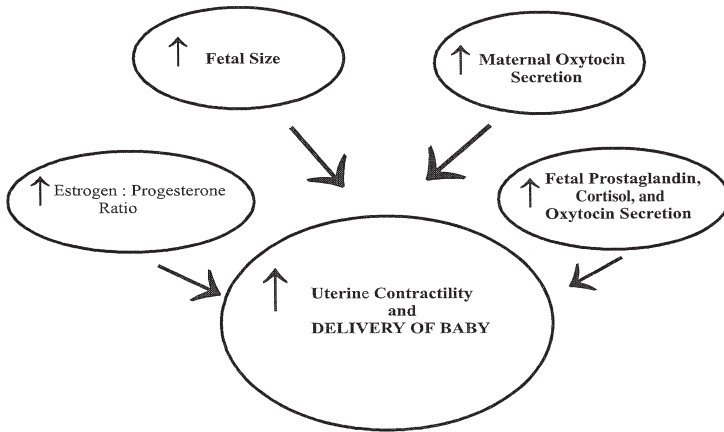 ↑ Fetal Size
↑ Maternal Oxytocin
Secretion
↑ Estrogen : Progesterone
Ratio
↑ Fetal Prostaglandin,
Cortisol, and
Oxytocin Secretion
↑ Uterine Contractility
and
DELIVERY OF BABY